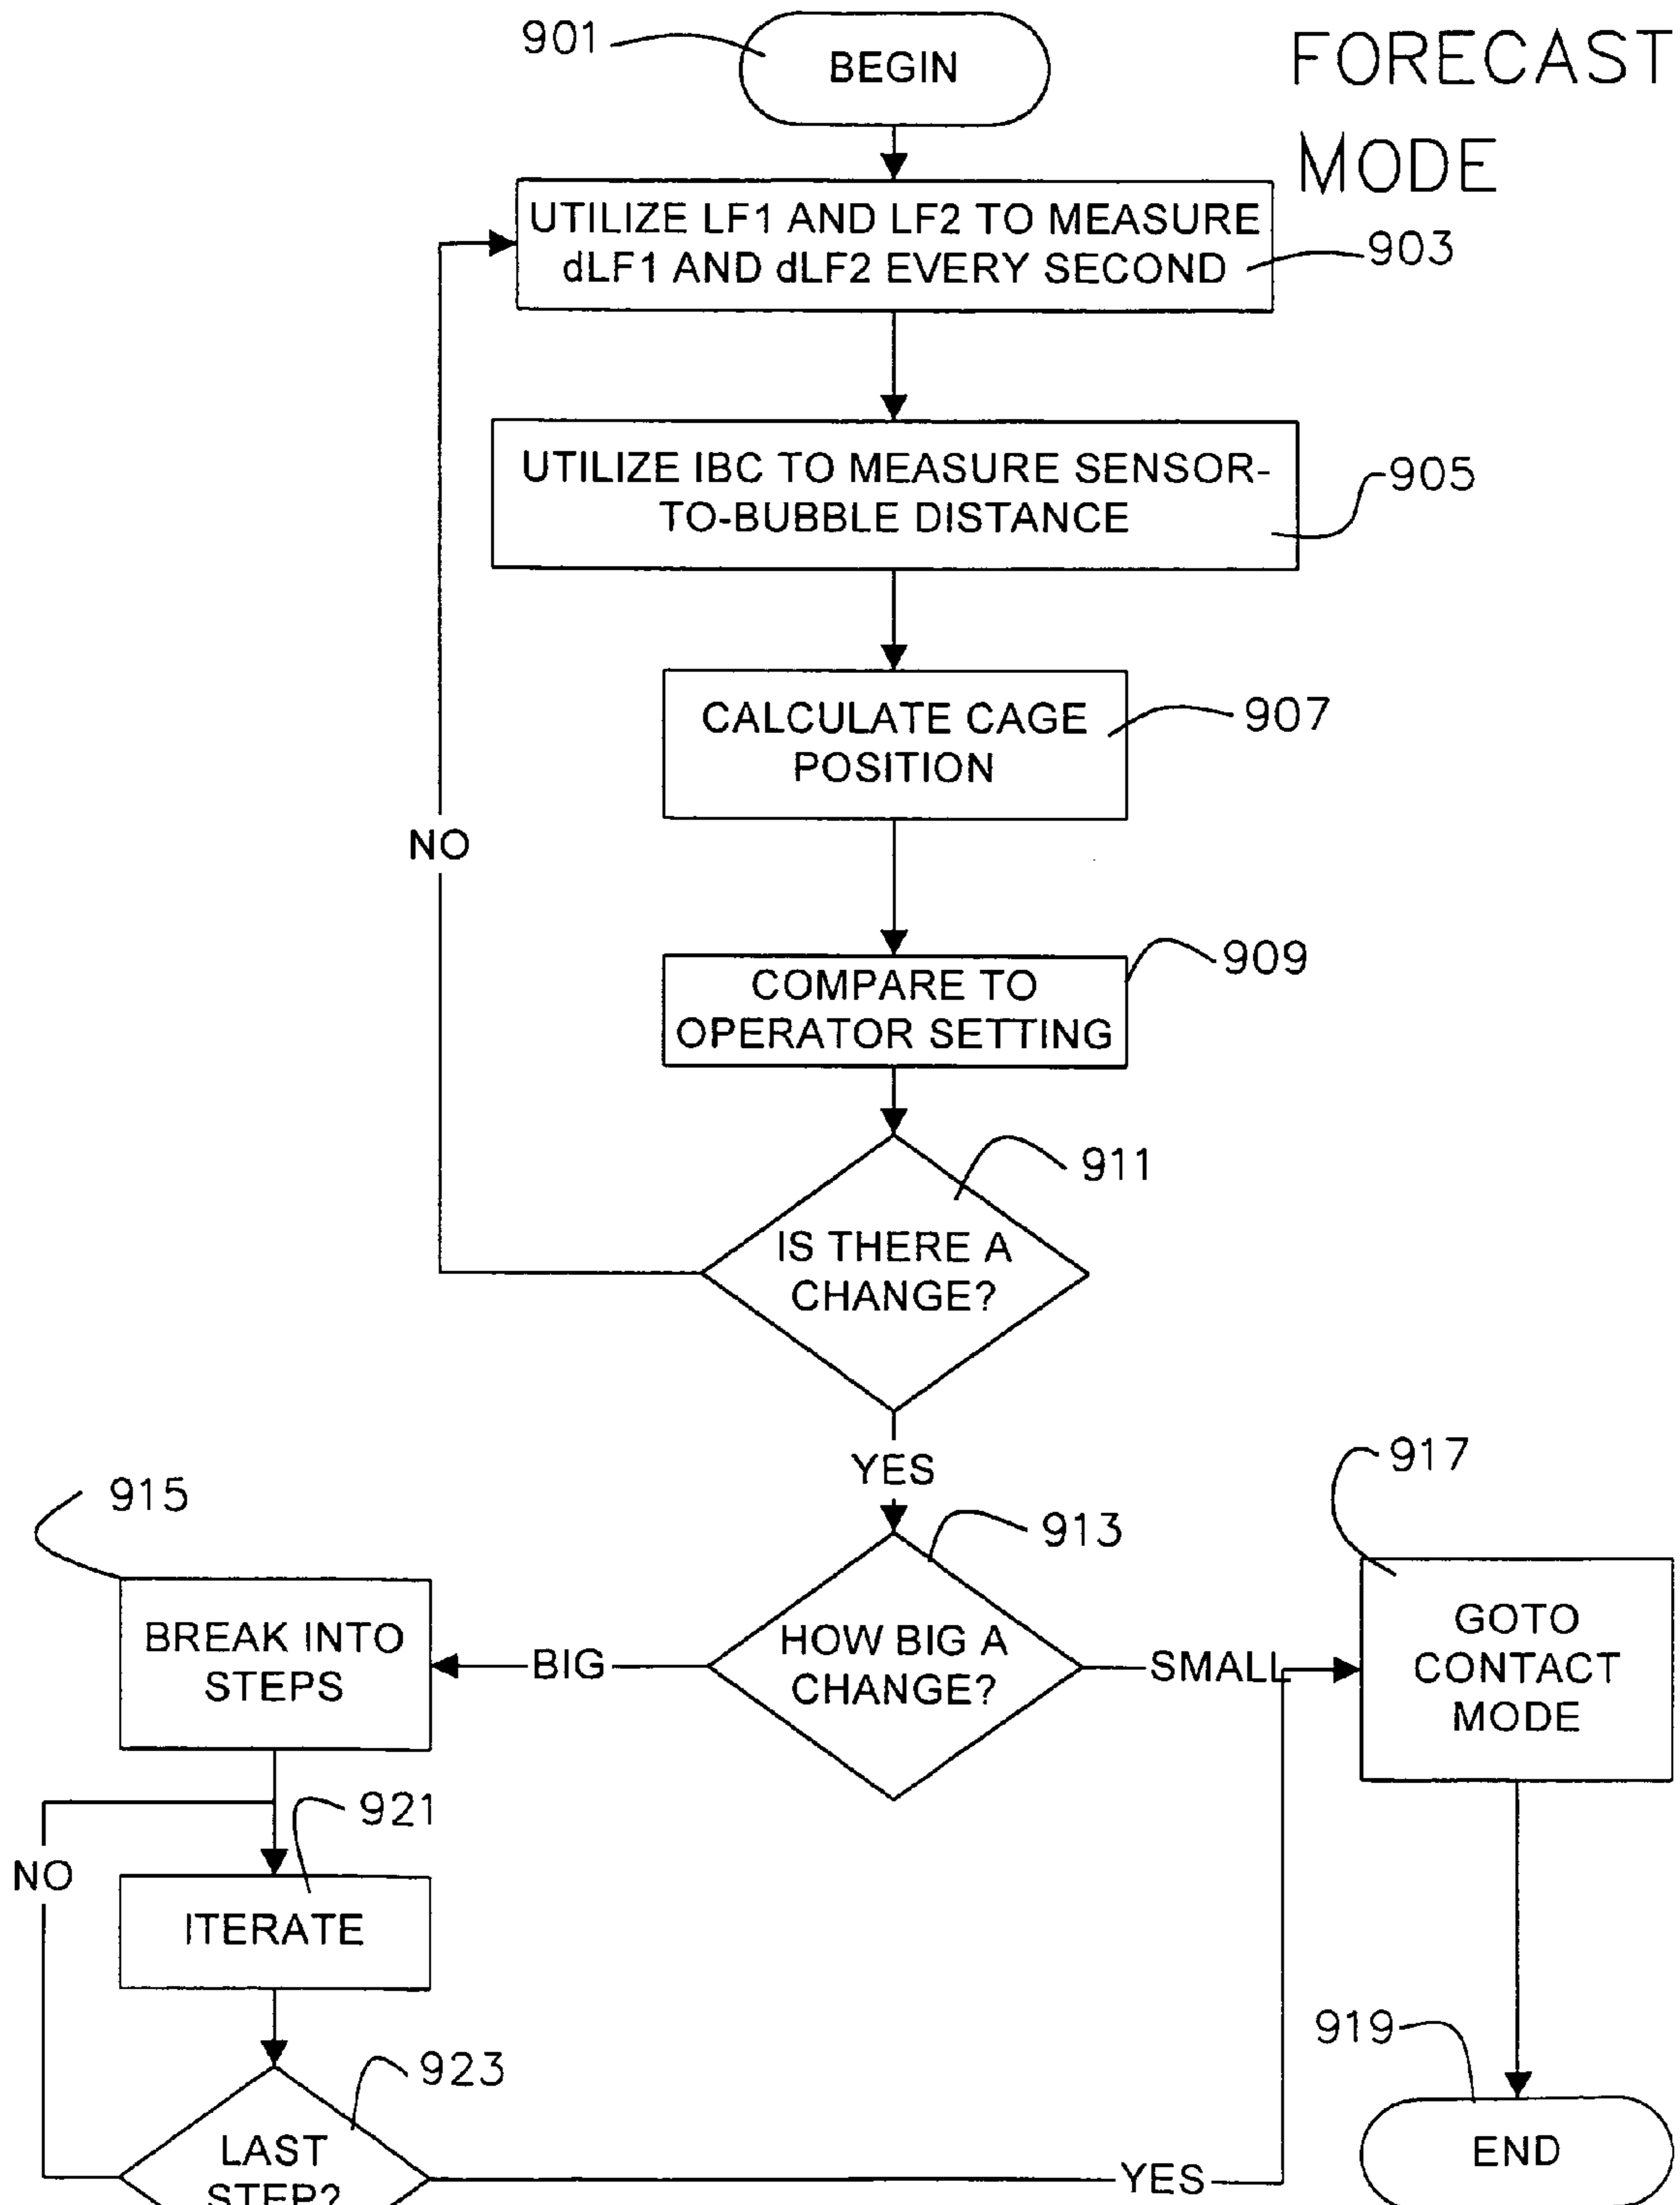 FORECAST
MODE
901
BEGIN
UTILIZE LF1 AND LF2 TO MEASURE
dLF1 AND dLF2 EVERY SECOND
903
UTILIZE IBC TO MEASURE SENSOR-
TO-BUBBLE DISTANCE
905
CALCULATE CAGE
POSITION
907
NO
COMPARE TO
OPERATOR SETTING
909
IS THERE A
CHANGE?
911
YES
915
BREAK INTO
STEPS
BIG
HOW BIG A
CHANGE?
913
SMALL
917
GOTO
CONTACT
MODE
921
NO
ITERATE
923
LAST
STEP?
YES
919
END